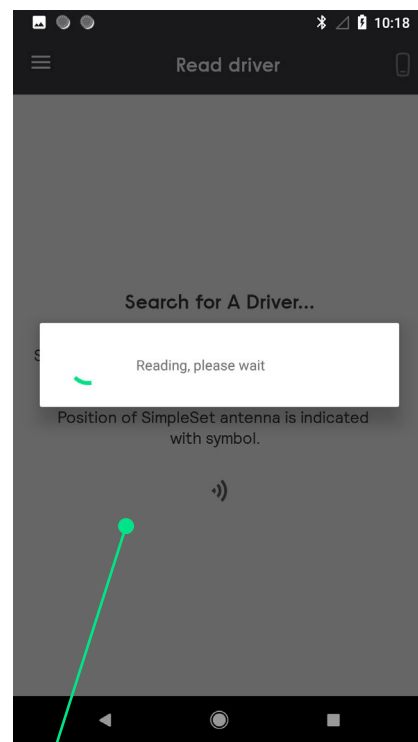 10:18
Read driver
Search for A Driver...
S
Reading, please wait
Position of SimpleSet antenna is indicated
with symbol.